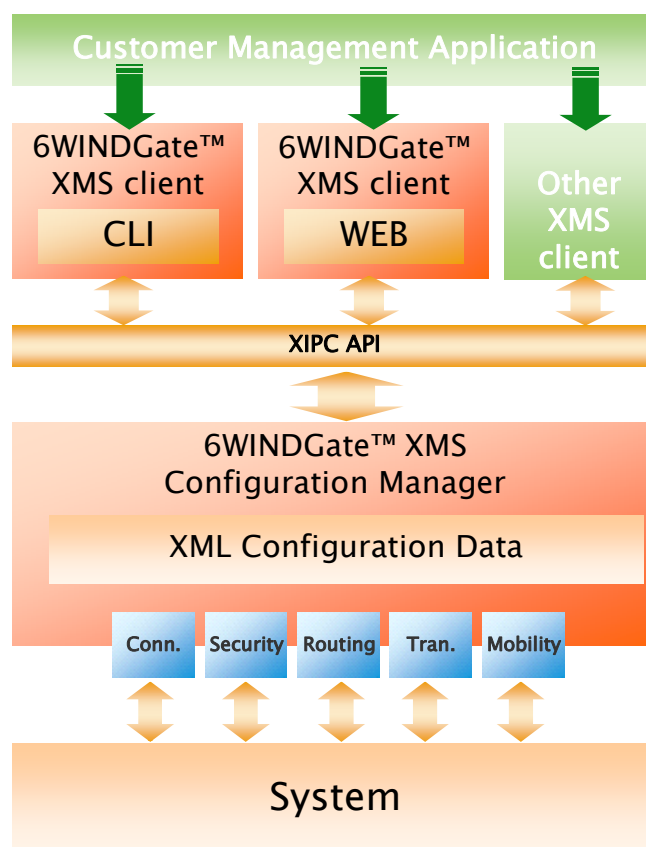 Customer Management Application
6WINDGate™
XMS client
CLI
6WINDGate™
XMS client
WEB
Other
XMS
client
XIPC API
6WINDGate™ XMS
Configuration Manager
XML Configuration Data
Conn.
Security
Routing
Tran.
Mobility
System